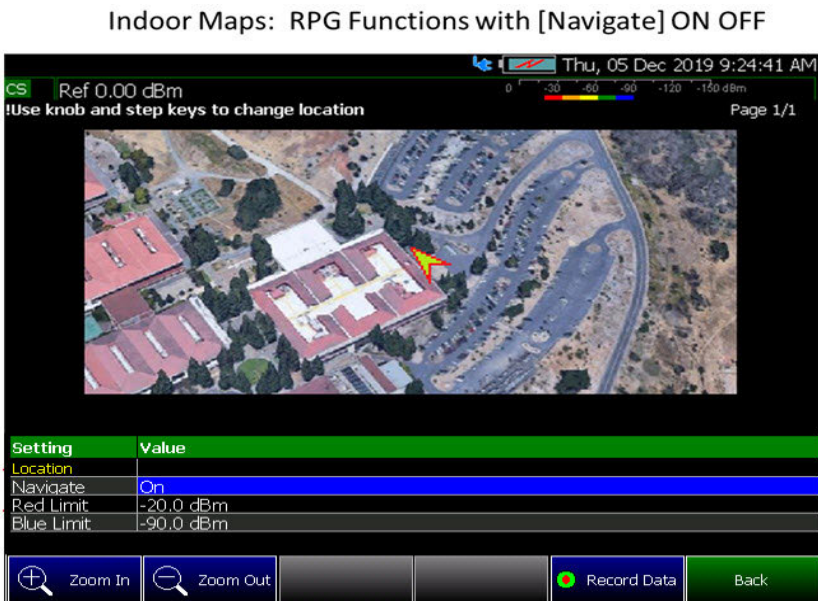 Indoor Maps: RPG Functions with [Navigate] ON OFF
Thu, 05 Dec 2019 9:24:41 AM
CS Ref 0.00 dBm 0 -30 -60 -90 -120 -150 dBm
!Use knob and step keys to change location Page 1/1
Setting Value
Location
Navigate On
Red Limit -20.0 dBm
Blue Limit -90.0 dBm
Zoom In Zoom Out Record Data Back